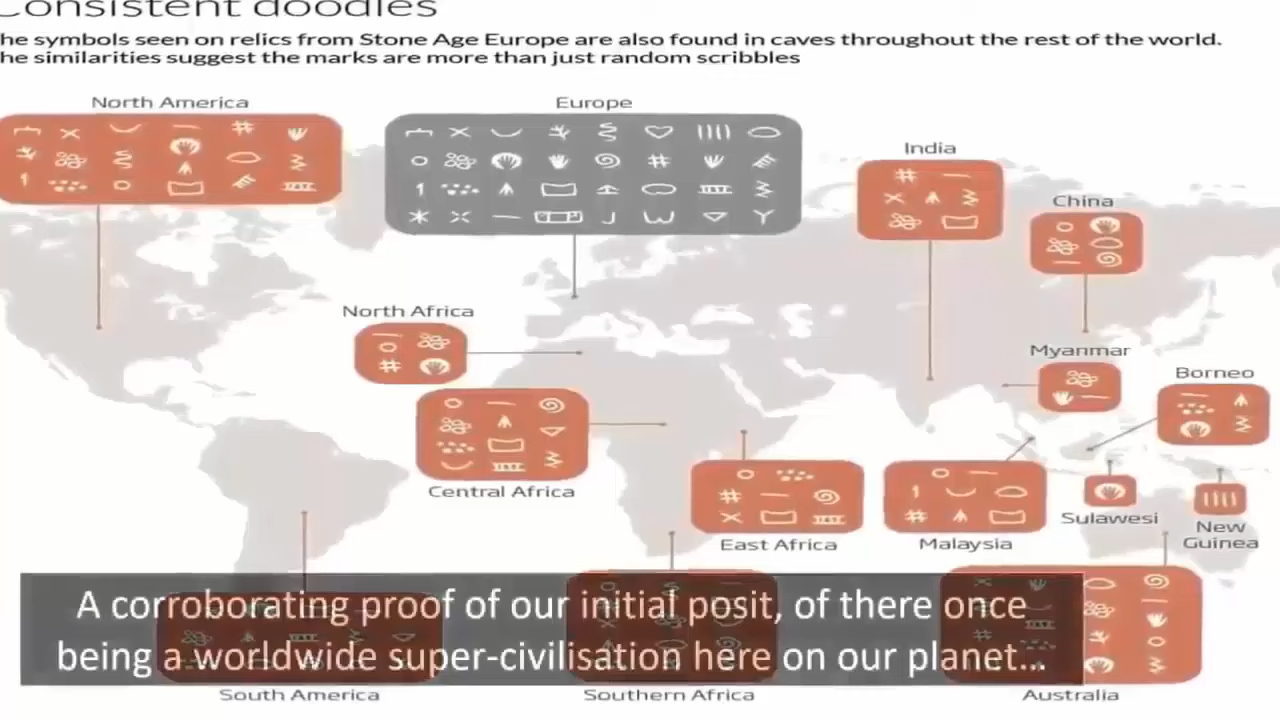 Consistent doodles
he symbols seen on relics from Stone Age Europe are also found in caves throughout the rest of the world.
he similarities suggest the marks are more than just random scribbles
North America
Europe
India
China
North Africa
Myanmar
Borneo
Central Africa
East Africa
Malaysia
Sulawesi
New
Guinea
A corroborating proof of our initial posit, of there once
being a worldwide super-civilisation here on our planet...
South America
Southern Africa
Australia